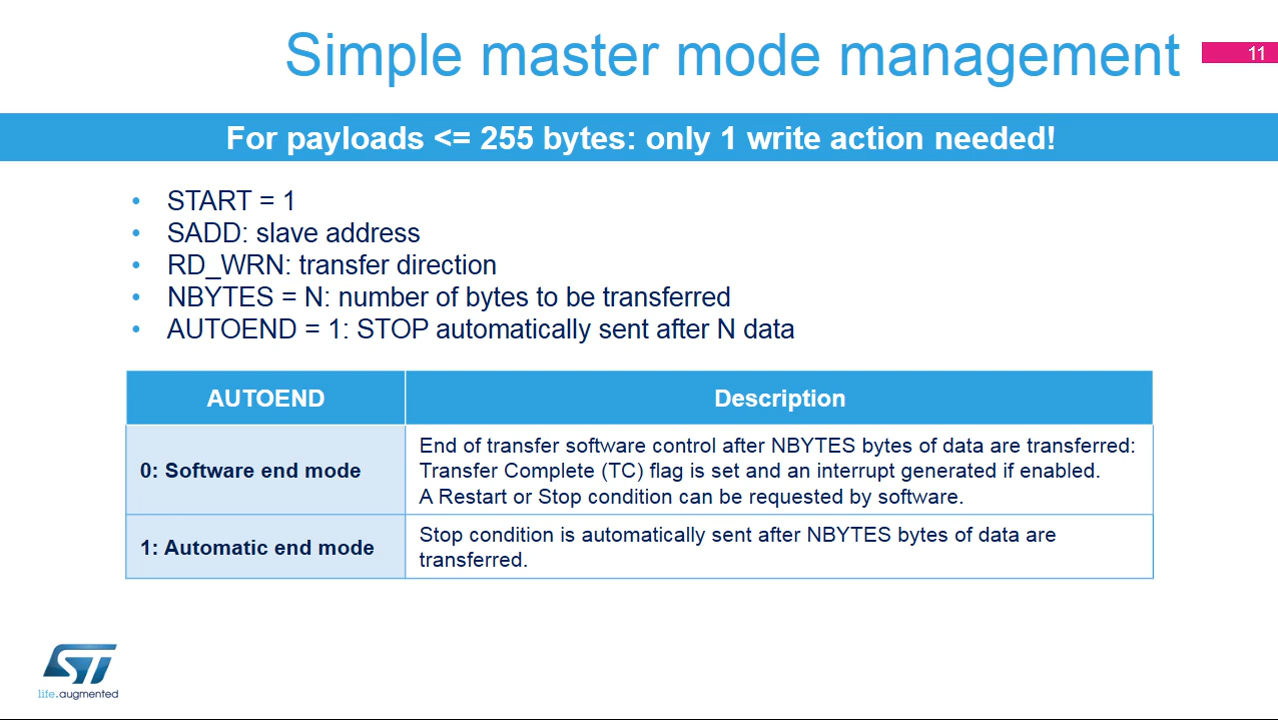 Simple master mode management
11
For payloads <= 255 bytes: only 1 write action needed!
• START = 1
• SADD: slave address
• RD_WRN: transfer direction
• NBYTES = N: number of bytes to be transferred
• AUTOEND = 1: STOP automatically sent after N data
AUTOEND
Description
0: Software end mode
End of transfer software control after NBYTES bytes of data are transferred:
Transfer Complete (TC) flag is set and an interrupt generated if enabled.
A Restart or Stop condition can be requested by software.
1: Automatic end mode
Stop condition is automatically sent after NBYTES bytes of data are
transferred.
ST
life.augmented